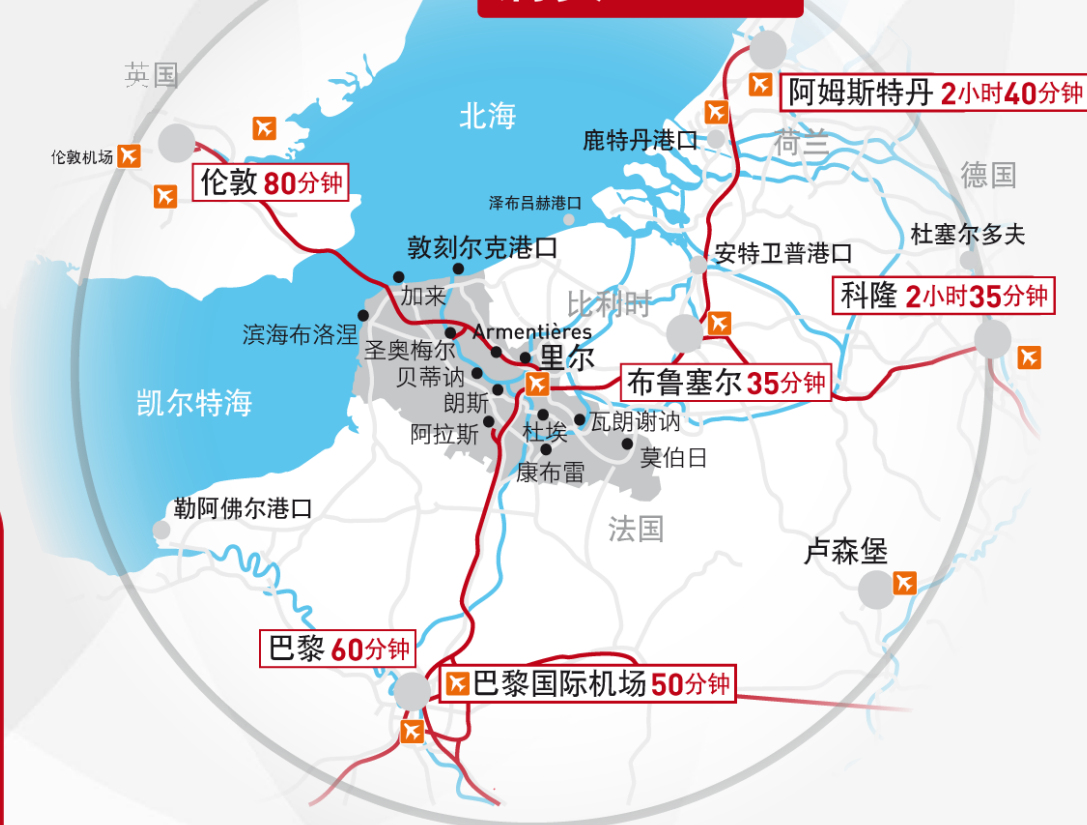 英国
北海
阿姆斯特丹 2小时40分钟
鹿特丹港口
荷兰
伦敦机场
伦敦 80分钟
德国
泽布吕赫港口
杜塞尔多夫
敦刻尔克港口
安特卫普港口
加来
比利时
科隆 2小时35分钟
滨海布洛涅
Armentières
圣奥梅尔
里尔
贝蒂讷
布鲁塞尔 35分钟
凯尔特海
朗斯
阿拉斯
杜埃
瓦朗谢讷
康布雷
莫伯日
勒阿佛尔港口
法国
卢森堡
巴黎 60分钟
巴黎国际机场 50分钟